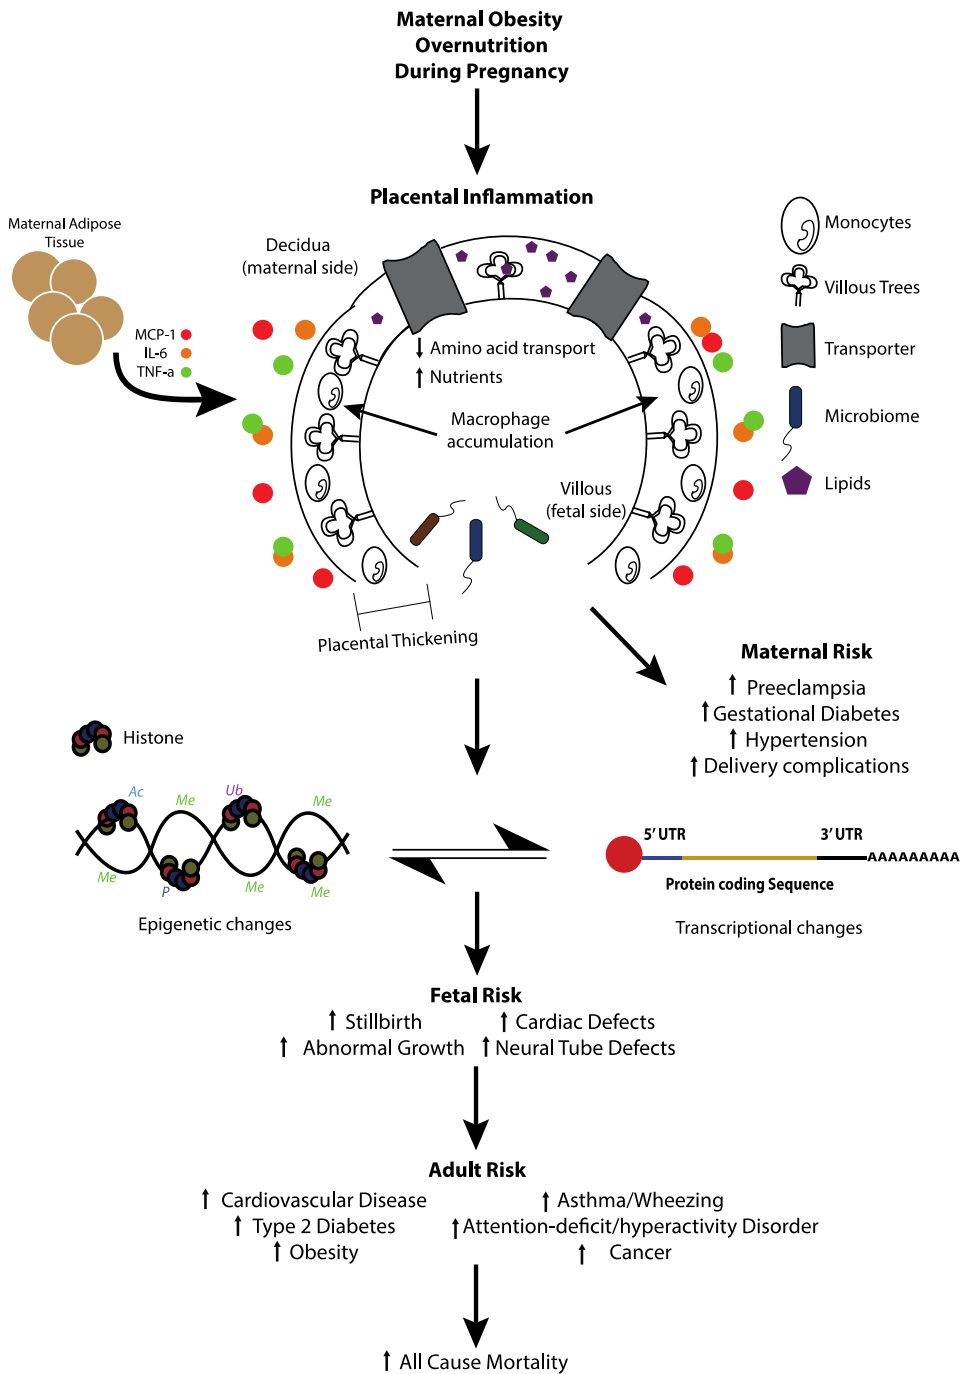 Maternal Obesity
Overnutrition
During Pregnancy
Placental Inflammation
Maternal Adipose
Tissue
MCP-1
IL-6
TNF-a
Decidua
(maternal side)
Amino acid transport
Nutrients
Macrophage
accumulation
Villous
(fetal side)
Placental Thickening
Monocytes
Villous Trees
Transporter
Microbiome
Lipids
Maternal Risk
Preeclampsia
Gestational Diabetes
Hypertension
Delivery complications
Histone
Ac
Me
Ub
Me
Me
P
Me
Me
Epigenetic changes
5' UTR
3' UTR
AAAAAAAAA
Protein coding Sequence
Transcriptional changes
Fetal Risk
Stillbirth
Cardiac Defects
Abnormal Growth
Neural Tube Defects
Adult Risk
Cardiovascular Disease
Asthma/Wheezing
Type 2 Diabetes
Attention-deficit/hyperactivity Disorder
Obesity
Cancer
All Cause Mortality